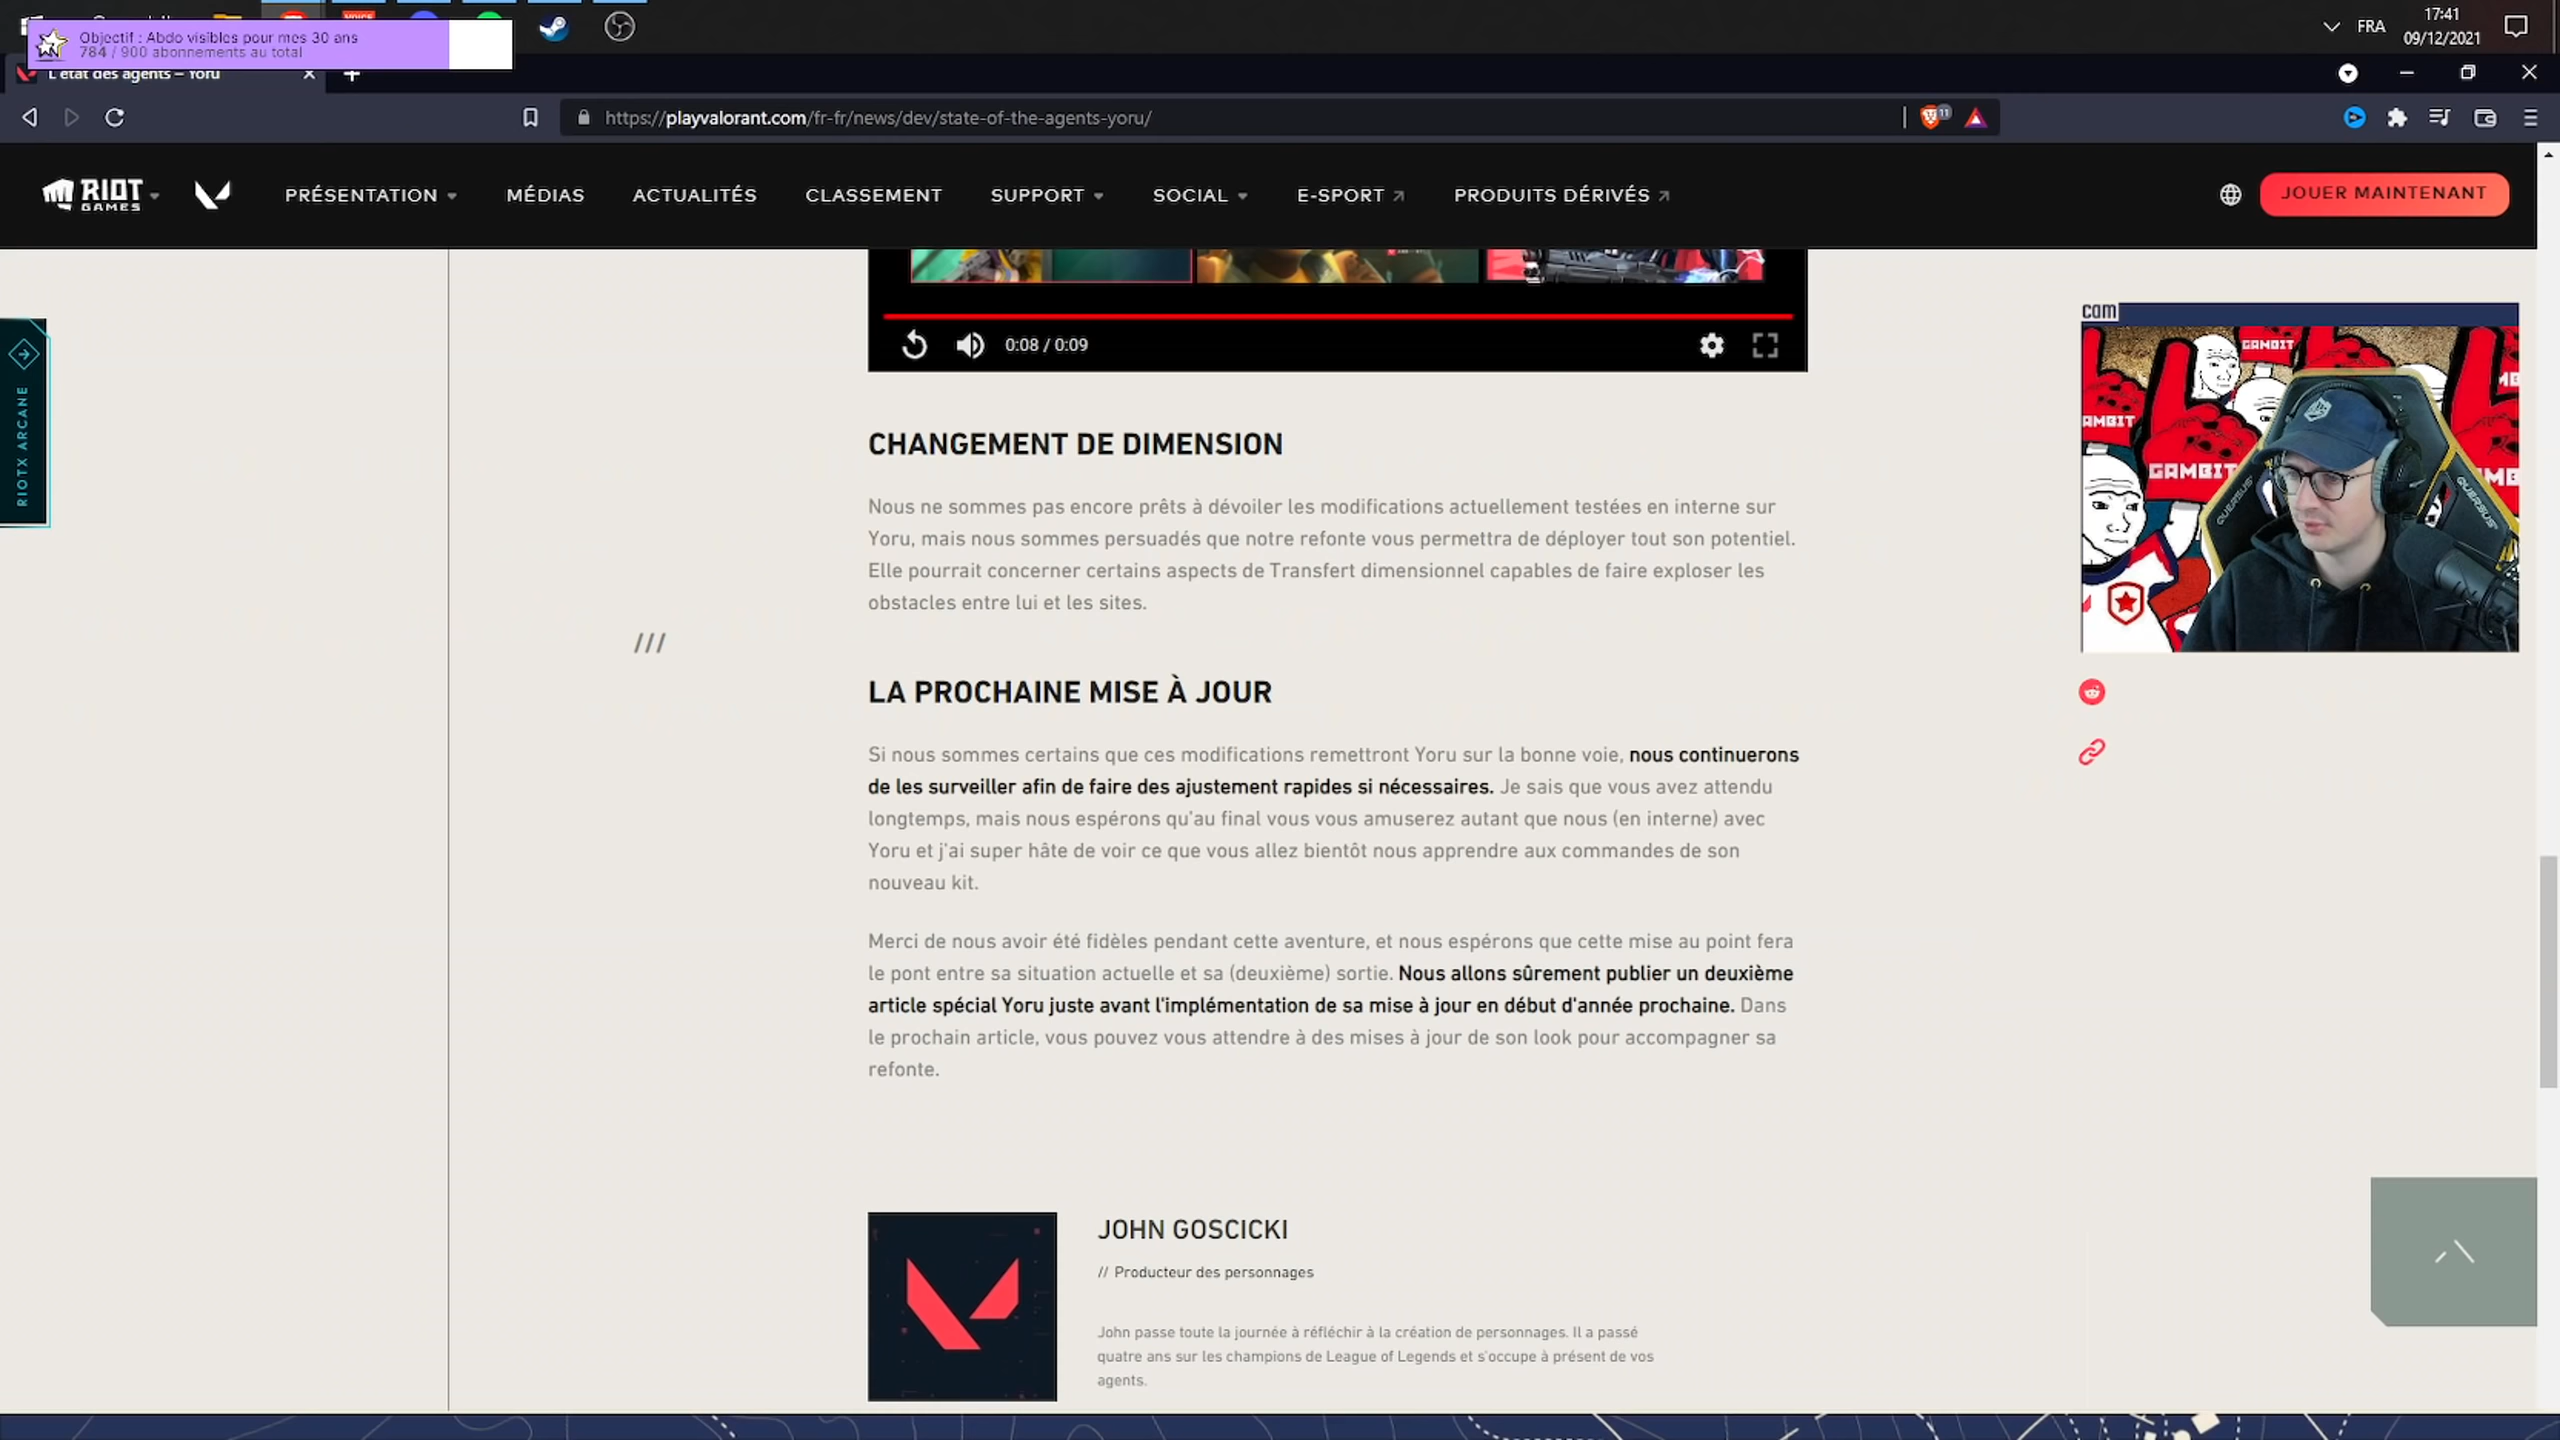 17:41
FRA
09/12/2021
Objectif : Abdo visibles pour mes 30 ans
784 / 900 abonnements au total
L'état des agents – Yoru
https://playvalorant.com/fr-fr/news/dev/state-of-the-agents-yoru/
11
RIOT GAMES
PRÉSENTATION
MÉDIAS
ACTUALITÉS
CLASSEMENT
SUPPORT
SOCIAL
E-SPORT
PRODUITS DÉRIVÉS
JOUER MAINTENANT
RIOTX ARCANE
0:08 / 0:09
cam
GAMBIT
GAMBIT
AMBIT
QUERSUS
QUERSUS
CHANGEMENT DE DIMENSION
Nous ne sommes pas encore prêts à dévoiler les modifications actuellement testées en interne sur
Yoru, mais nous sommes persuadés que notre refonte vous permettra de déployer tout son potentiel.
Elle pourrait concerner certains aspects de Transfert dimensionnel capables de faire exploser les
obstacles entre lui et les sites.
///
LA PROCHAINE MISE À JOUR
Si nous sommes certains que ces modifications remettront Yoru sur la bonne voie, nous continuerons
de les surveiller afin de faire des ajustement rapides si nécessaires. Je sais que vous avez attendu
longtemps, mais nous espérons qu'au final vous vous amuserez autant que nous (en interne) avec
Yoru et j'ai super hâte de voir ce que vous allez bientôt nous apprendre aux commandes de son
nouveau kit.
Merci de nous avoir été fidèles pendant cette aventure, et nous espérons que cette mise au point fera
le pont entre sa situation actuelle et sa (deuxième) sortie. Nous allons sûrement publier un deuxième
article spécial Yoru juste avant l'implémentation de sa mise à jour en début d'année prochaine. Dans
le prochain article, vous pouvez vous attendre à des mises à jour de son look pour accompagner sa
refonte.
JOHN GOSCICKI
// Producteur des personnages
John passe toute la journée à réfléchir à la création de personnages. Il a passé
quatre ans sur les champions de League of Legends et s'occupe à présent de vos
agents.